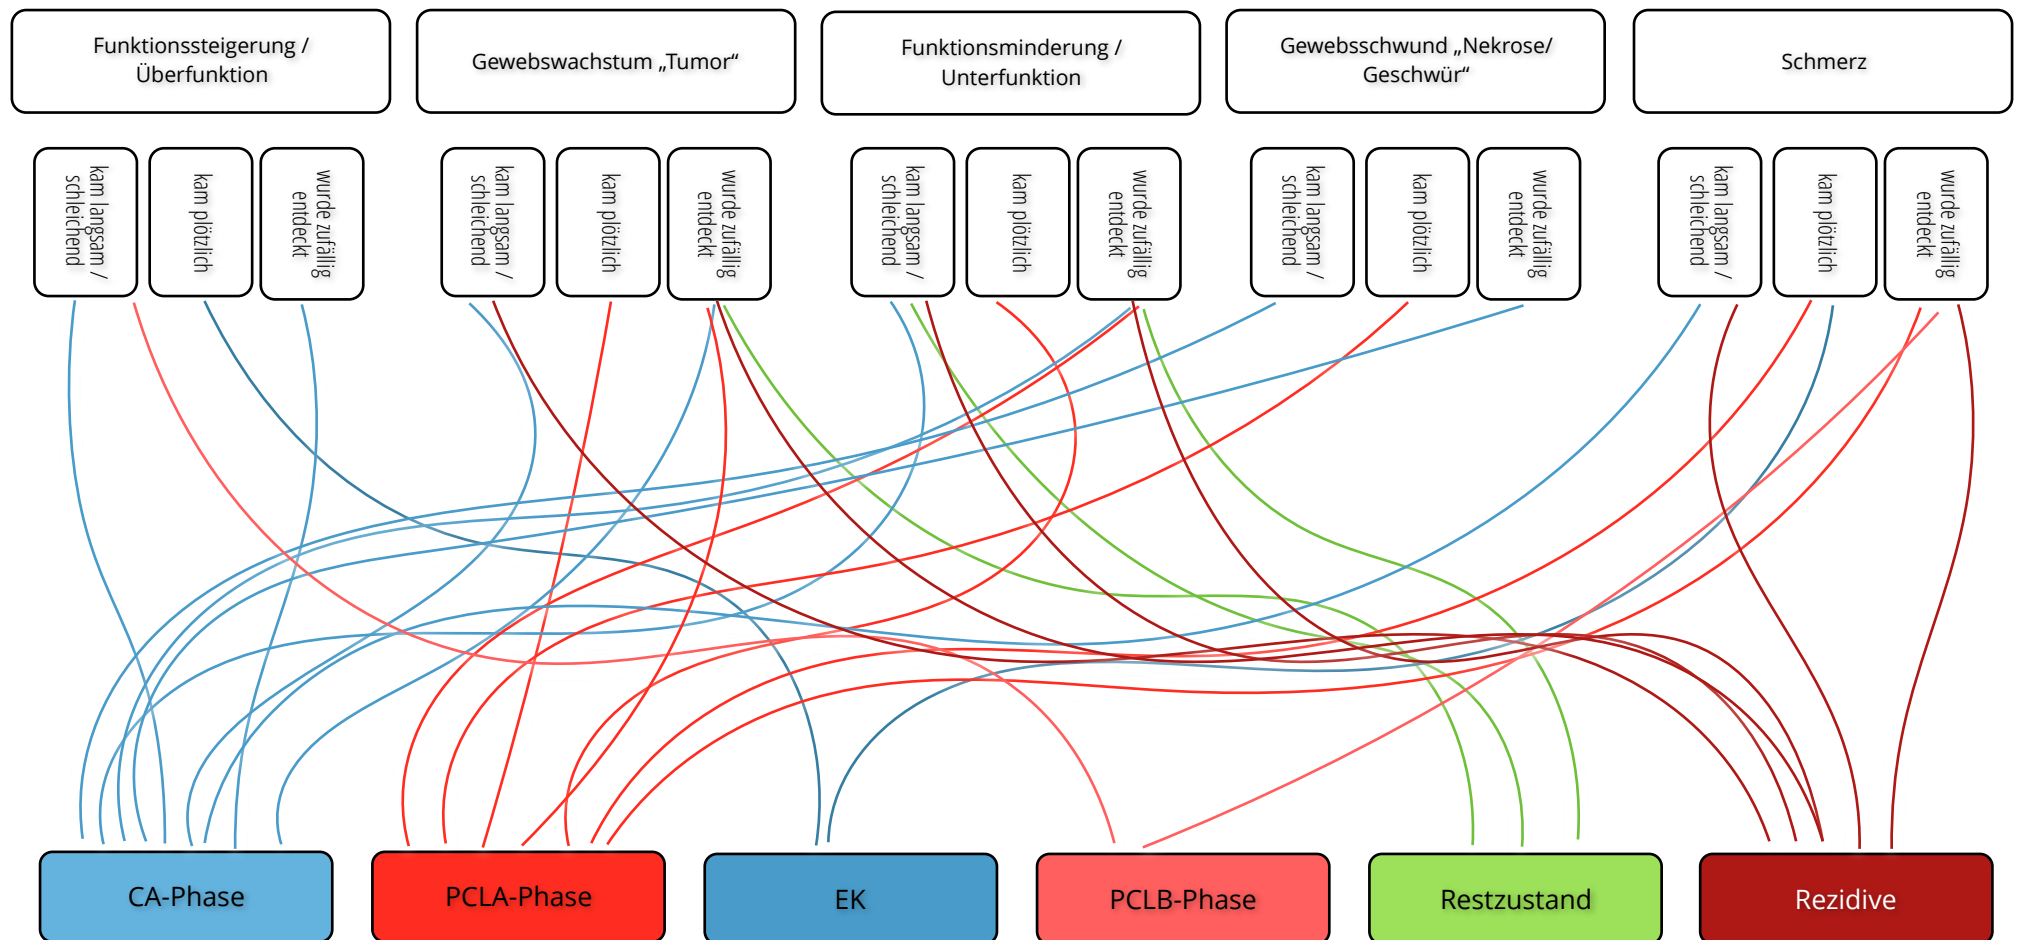 Funktionssteigerung /
Überfunktion
Gewebswachstum „Tumor“
Funktionsminderung /
Unterfunktion
Gewebsschwund „Nekrose/
Geschwür“
Schmerz
kam langsam /
schleichend
kam plötzlich
wurde zufällig
entdeckt
kam langsam /
schleichend
kam plötzlich
wurde zufällig
entdeckt
kam langsam /
schleichend
kam plötzlich
wurde zufällig
entdeckt
kam langsam /
schleichend
kam plötzlich
wurde zufällig
entdeckt
kam langsam /
schleichend
kam plötzlich
wurde zufällig
entdeckt
CA-Phase
PCLA-Phase
EK
PCLB-Phase
Restzustand
Rezidive